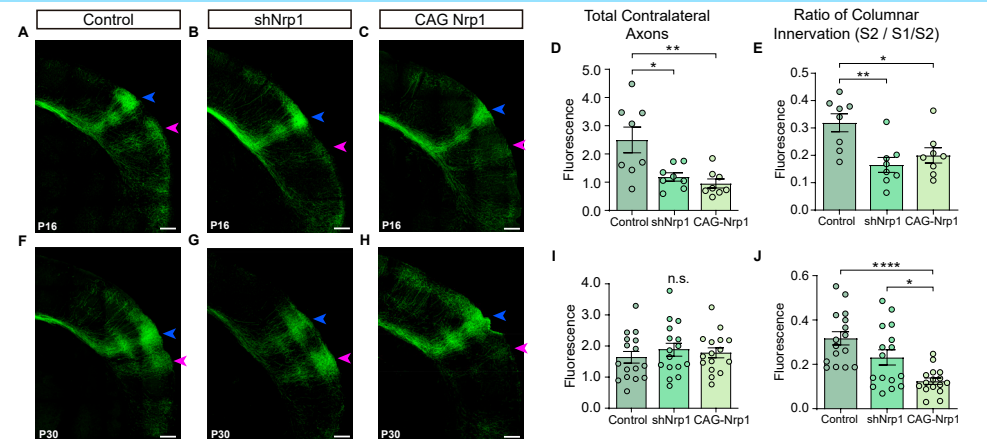 Control
shNrp1
CAG Nrp1
Total Contralateral
Axons
Ratio of Columnar
Innervation (S2 / S1/S2)
A
B
C
P16
P16
P16
D
**
*
5.0
4.0
3.0
2.0
1.0
0.0
Fluorescence
Control shNrp1 CAG-Nrp1
E
*
**
0.5
0.4
0.3
0.2
0.1
0.0
Fluorescence
Control shNrp1 CAG-Nrp1
F
G
H
P30
P30
P30
I
n.s.
4.0
3.0
2.0
1.0
0.0
Fluorescence
Control shNrp1 CAG-Nrp1
J
****
*
0.6
0.4
0.2
0.0
Fluorescence
Control shNrp1 CAG-Nrp1